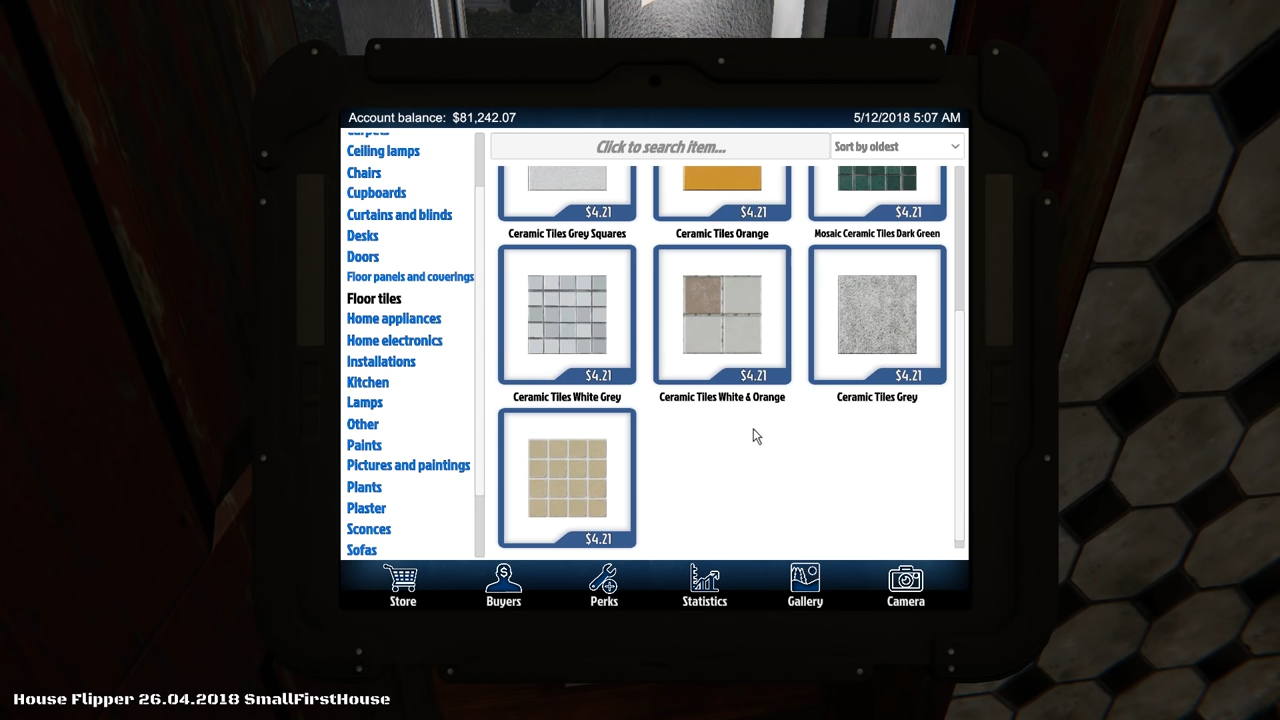 Account balance: $81,242.07
5/12/2018 5:07 AM
Carpets
Ceiling lamps
Chairs
Cupboards
Curtains and blinds
Desks
Doors
Floor panels and coverings
Floor tiles
Home appliances
Home electronics
Installations
Kitchen
Lamps
Other
Paints
Pictures and paintings
Plants
Plaster
Sconces
Sofas
Click to search item...
Sort by oldest
$4.21
$4.21
$4.21
Ceramic Tiles Grey Squares
Ceramic Tiles Orange
Mosaic Ceramic Tiles Dark Green
$4.21
$4.21
$4.21
Ceramic Tiles White Grey
Ceramic Tiles White & Orange
Ceramic Tiles Grey
$4.21
Store
Buyers
Perks
Statistics
Gallery
Camera
House Flipper 26.04.2018 SmallFirstHouse